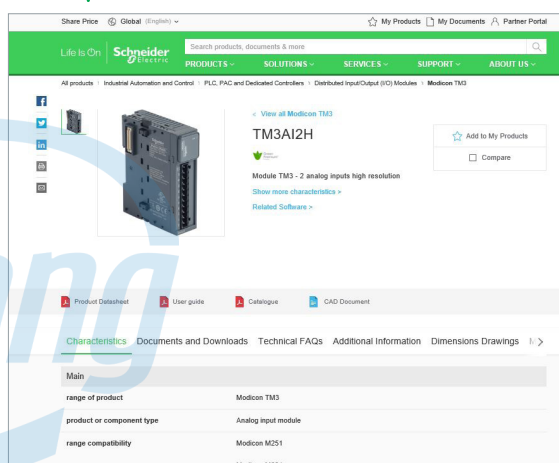 Share Price Global (English) My Products My Documents Partner Portal
Life Is On Schneider Electric
Search products, documents & more
PRODUCTS SOLUTIONS SERVICES SUPPORT ABOUT US
All products Industrial Automation and Control PLC, PAC and Dedicated Controllers Distributed Input/Output (I/O) Modules Modicon TM3
< View all Modicon TM3
TM3AI2H
Add to My Products
Compare
Module TM3 - 2 analog inputs high resolution
Show more characteristics >
Related Software >
Product Datasheet User guide Catalogue CAD Document
Characteristics Documents and Downloads Technical FAQs Additional Information Dimensions Drawings
Main
range of product Modicon TM3
product or component type Analog input module
range compatibility Modicon M251